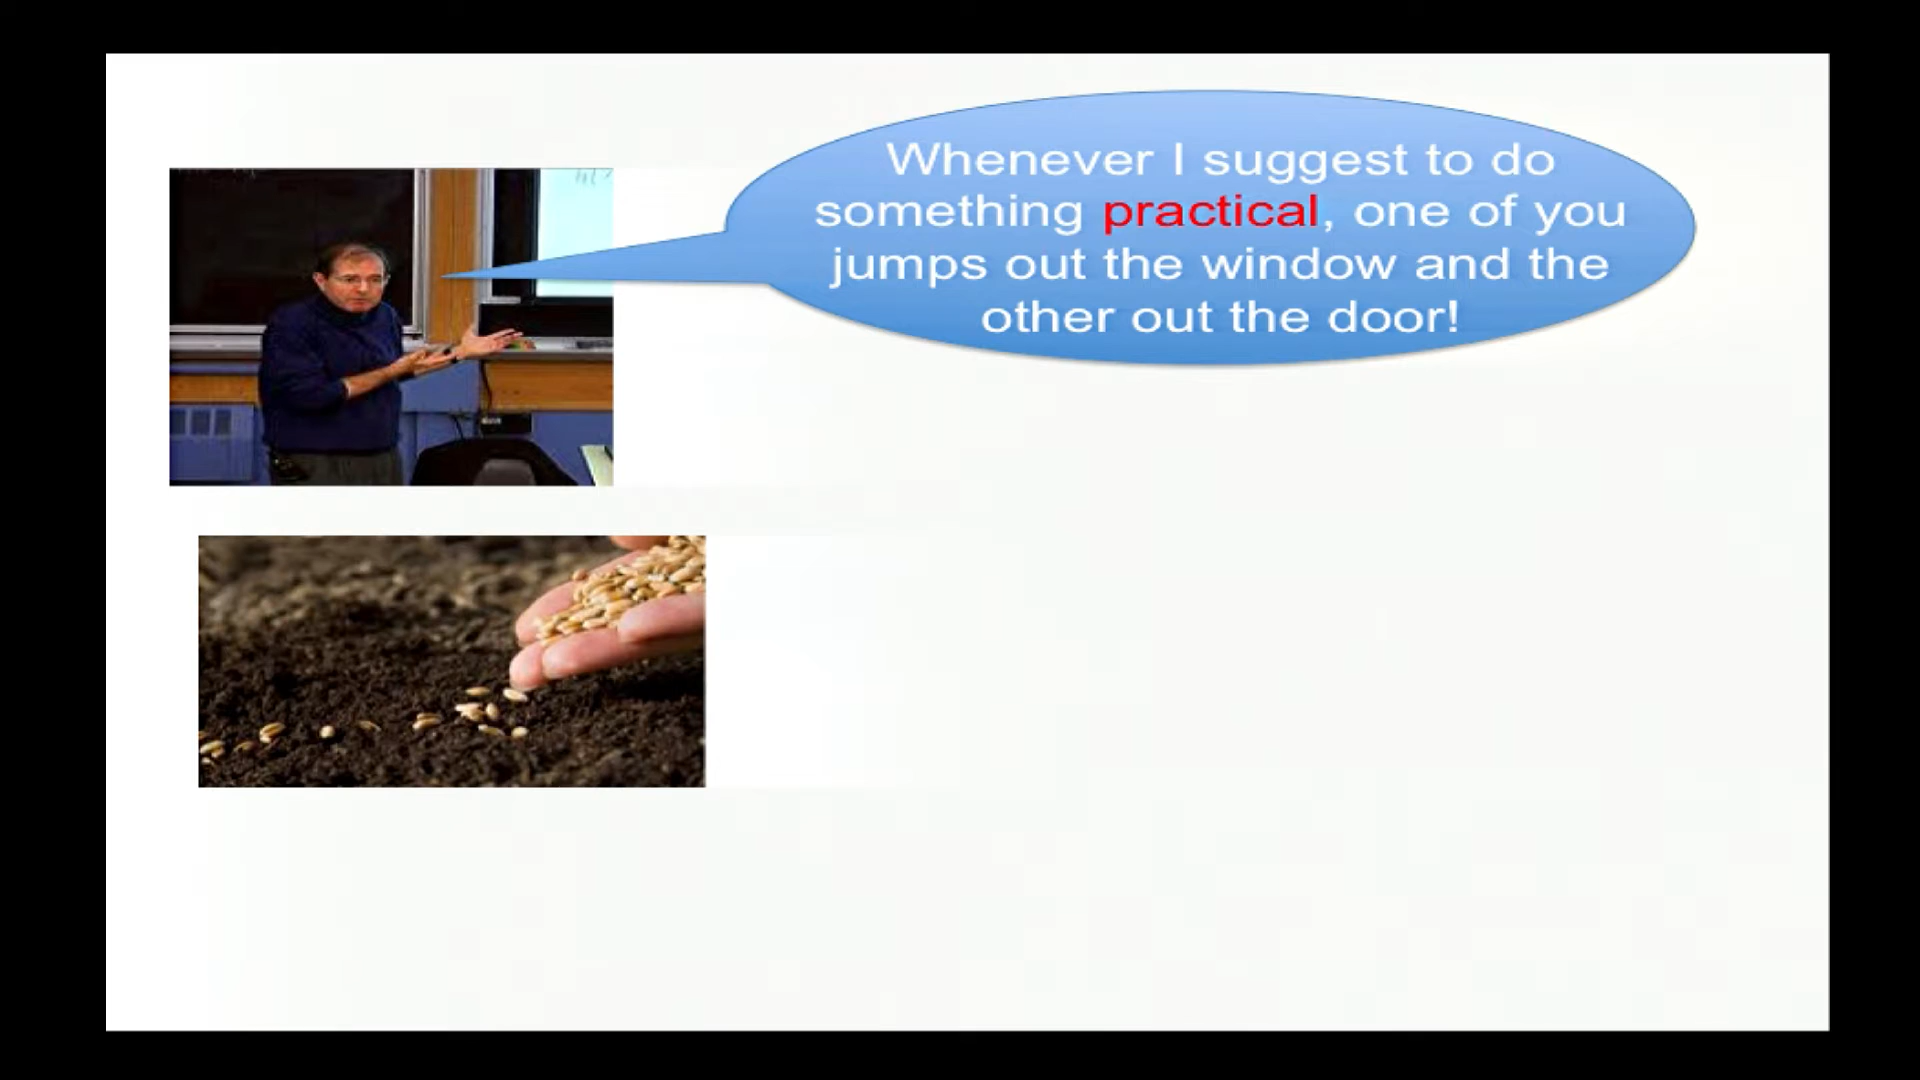 Whenever I suggest to do
something practical, one of you
jumps out the window and the
other out the door!